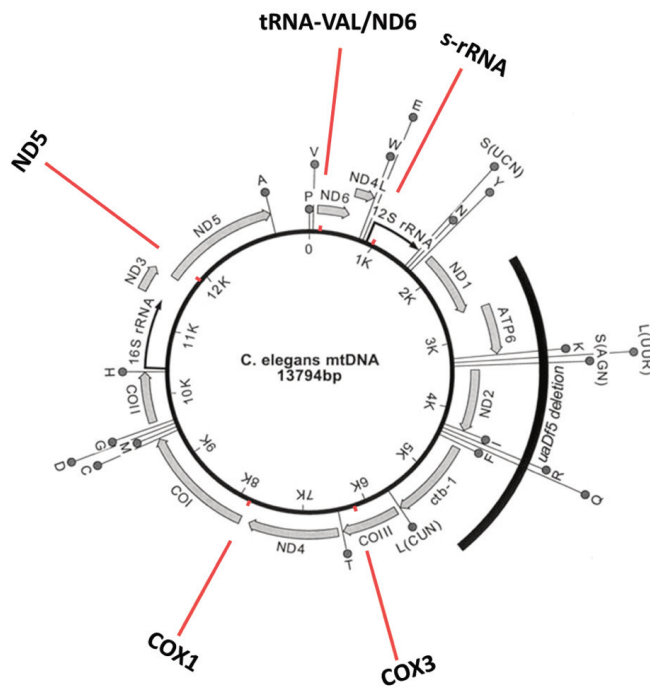 tRNA-VAL/ND6
s-rRNA
ND5
COX1
COX3
C. elegans mtDNA
13794bp
0
1K
2K
3K
4K
5K
6K
7K
8K
9K
10K
11K
12K
P
V
ND6
ND4L
W
E
12S rRNA
S(UCN)
N
Y
ND1
ATP6
K
S(AGN)
L(UUR)
ND2
uaDf5 deletion
I
F
R
Q
ctb-1
L(CUN)
COIII
T
ND4
COI
M
C
G
D
COII
H
16S rRNA
ND3
ND5
A